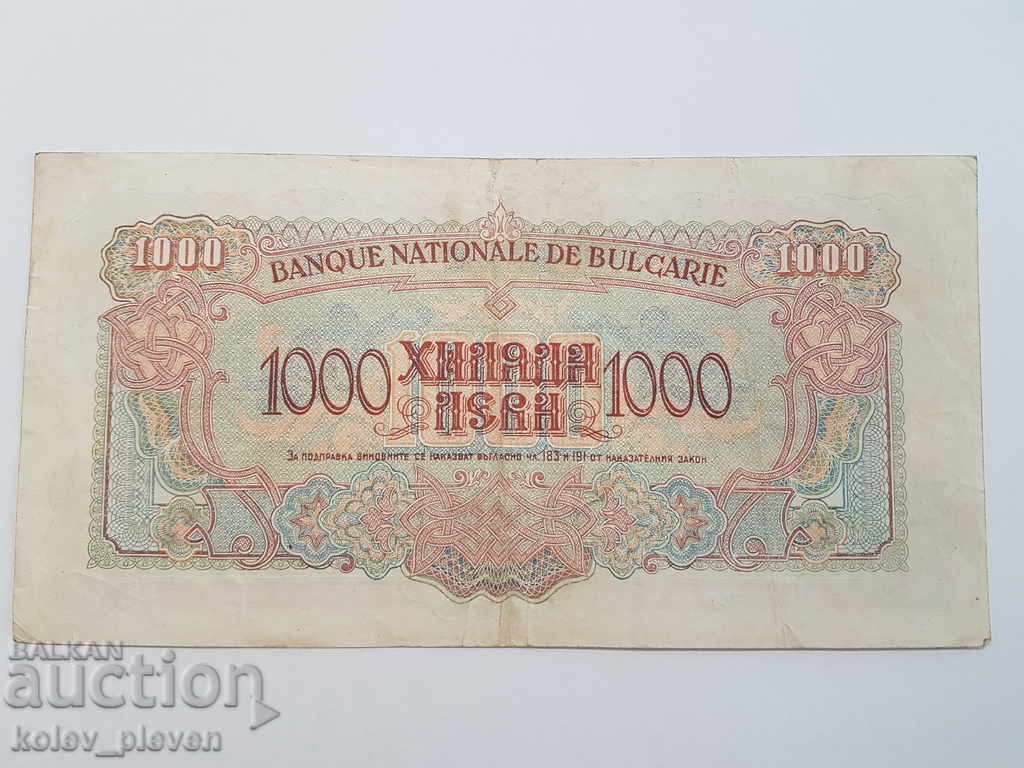 1000 1000
BANQUE NATIONALE DE BULGARIE
1000 ХИЛЯДИ 1000
ЛЕВА
За подправка виновните се наказват съгласно чл. 183 и 191 от наказателния закон
BALKAN
auction
kolev_pleven